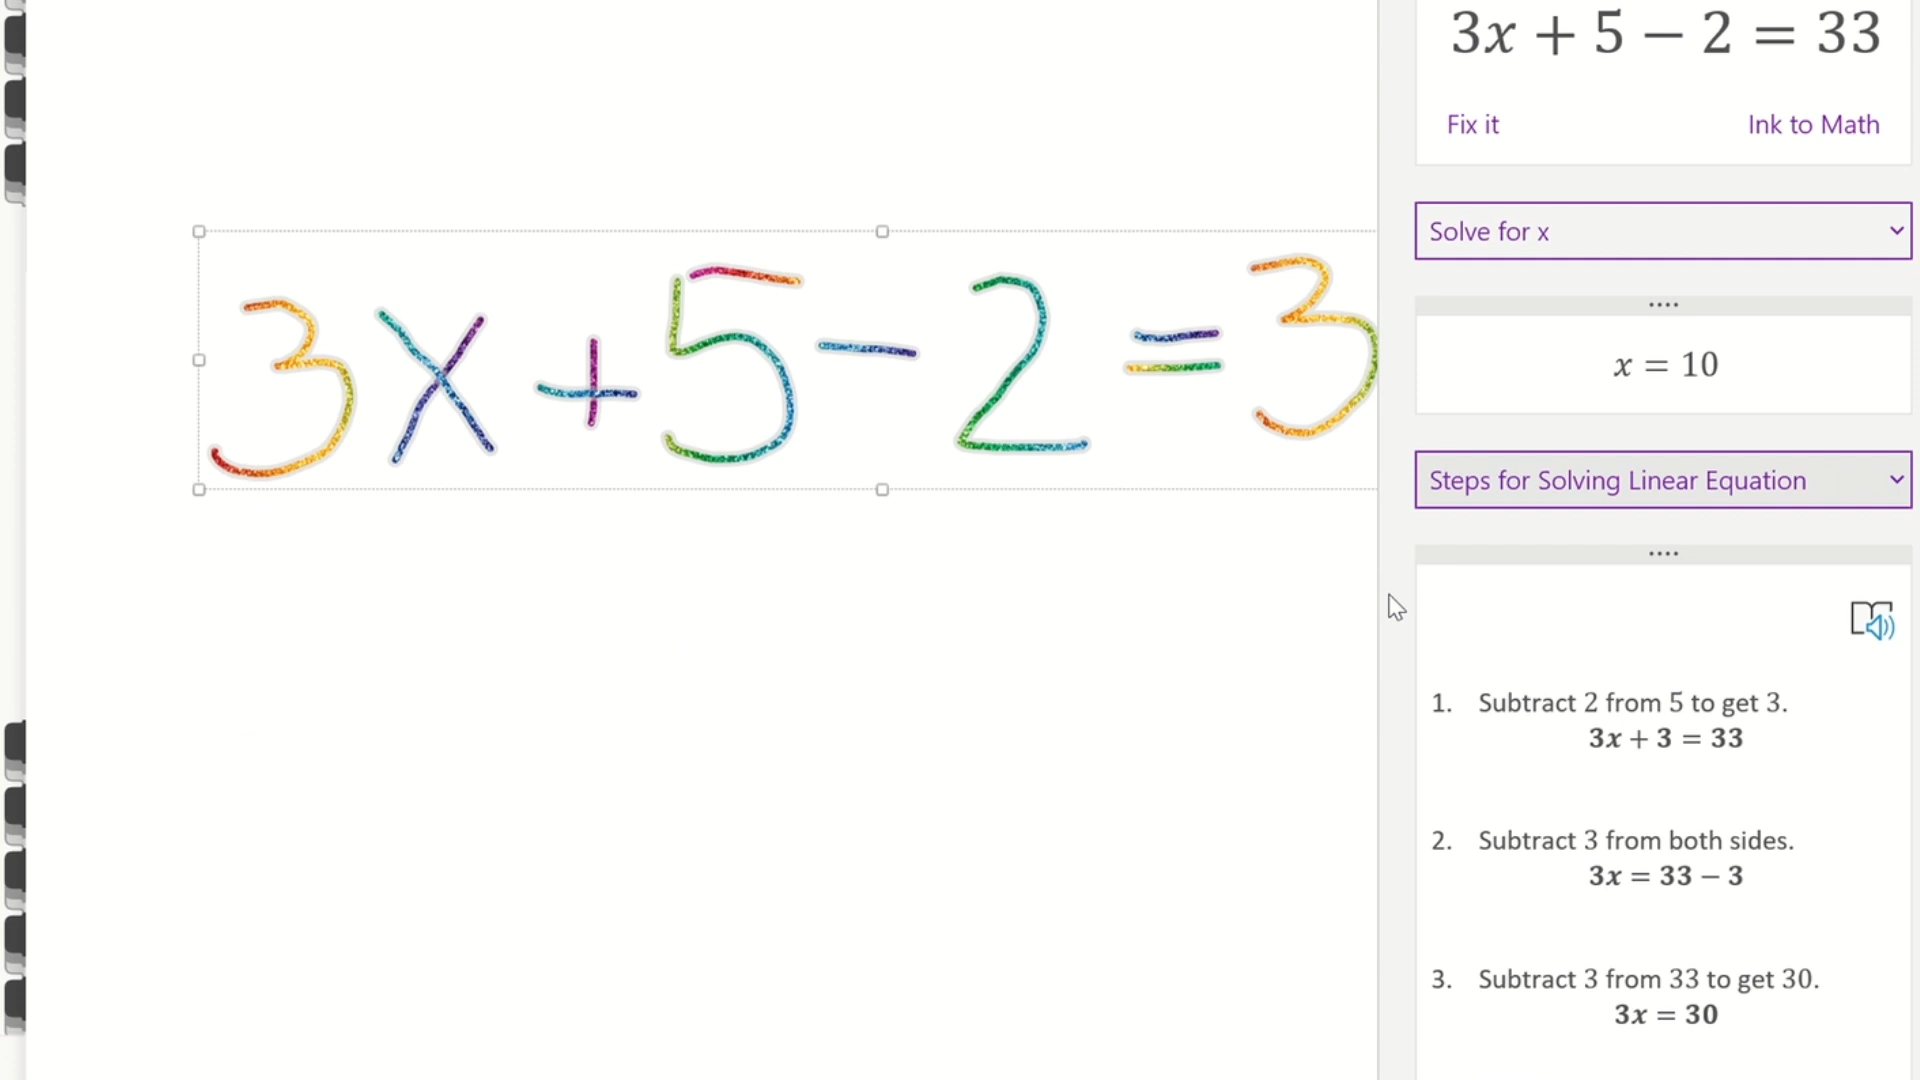 3x + 5 − 2 = 33
Fix it
Ink to Math
3x + 5 − 2 = 3
Solve for x
x = 10
Steps for Solving Linear Equation
1. Subtract 2 from 5 to get 3.
3x + 3 = 33
2. Subtract 3 from both sides.
3x = 33 − 3
3. Subtract 3 from 33 to get 30.
3x = 30